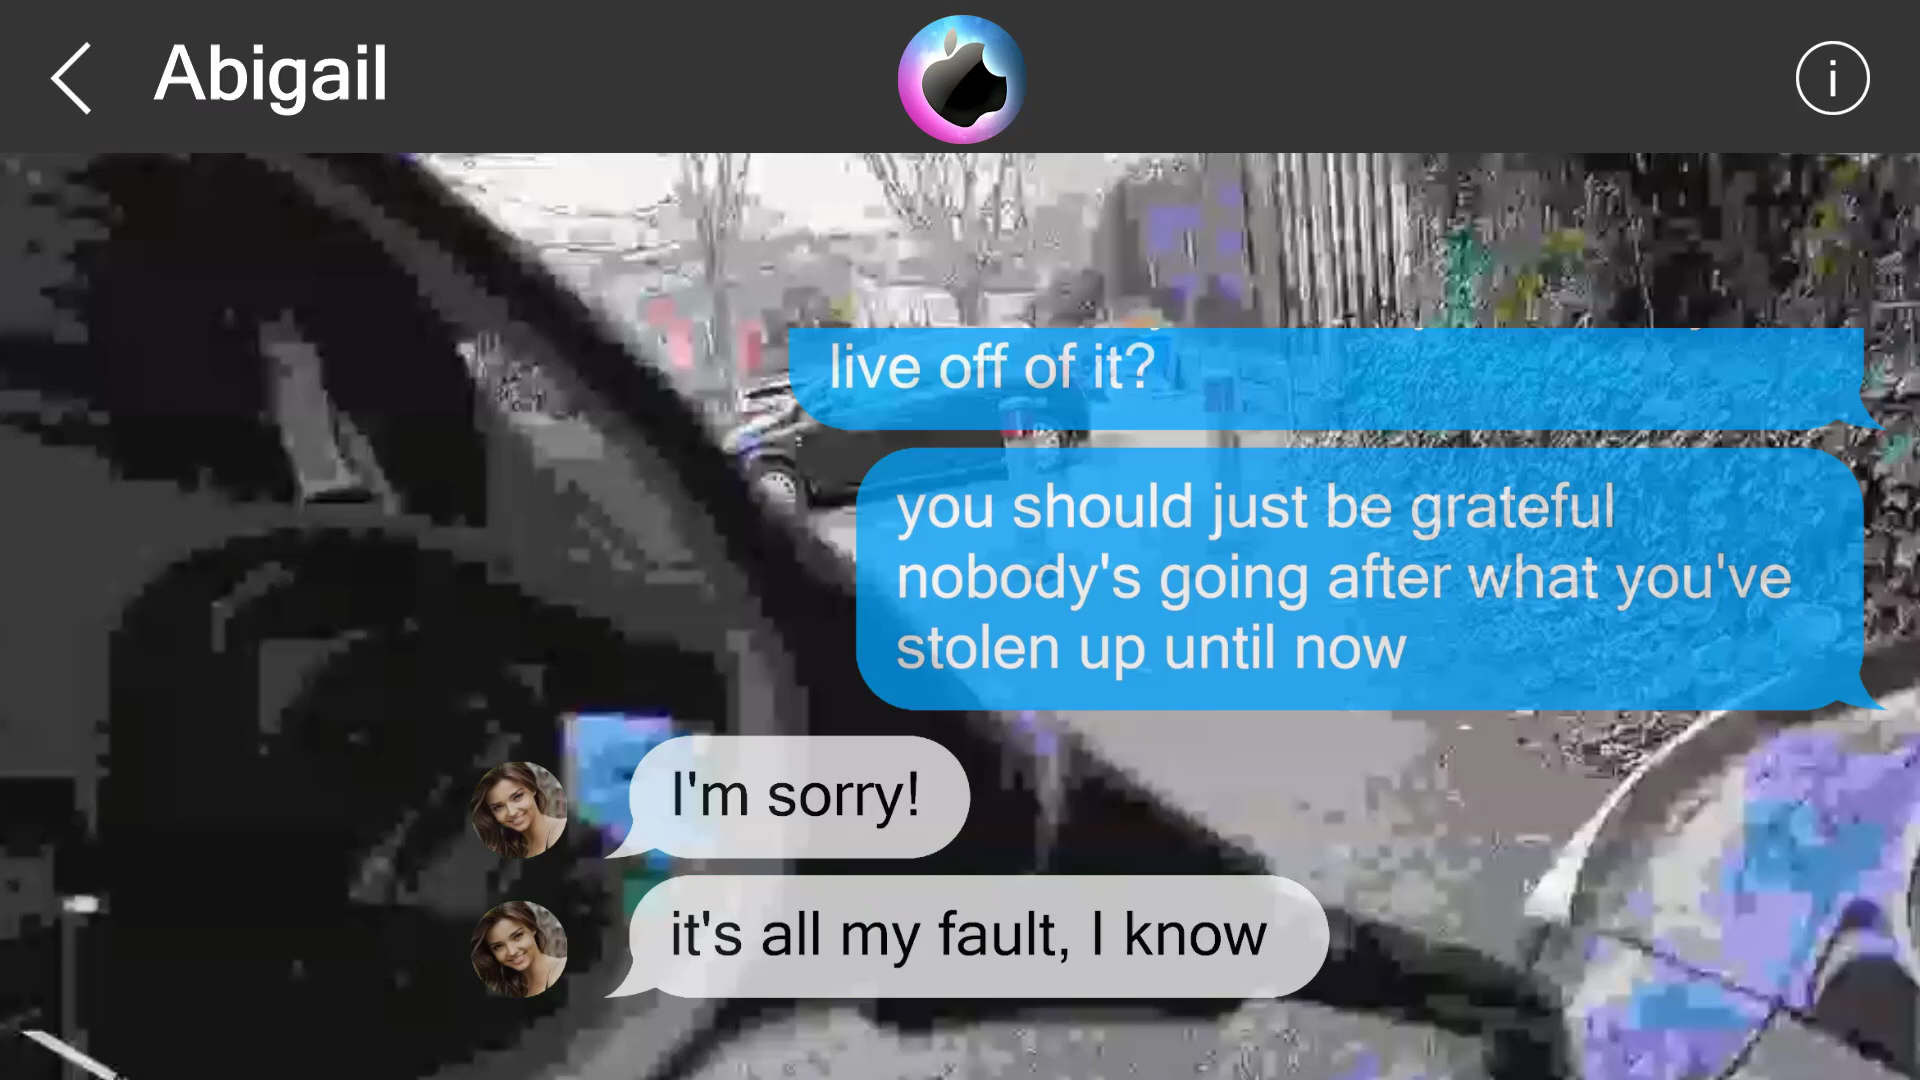 Abigail
i
live off of it?
you should just be grateful
nobody's going after what you've
stolen up until now
I'm sorry!
it's all my fault, I know